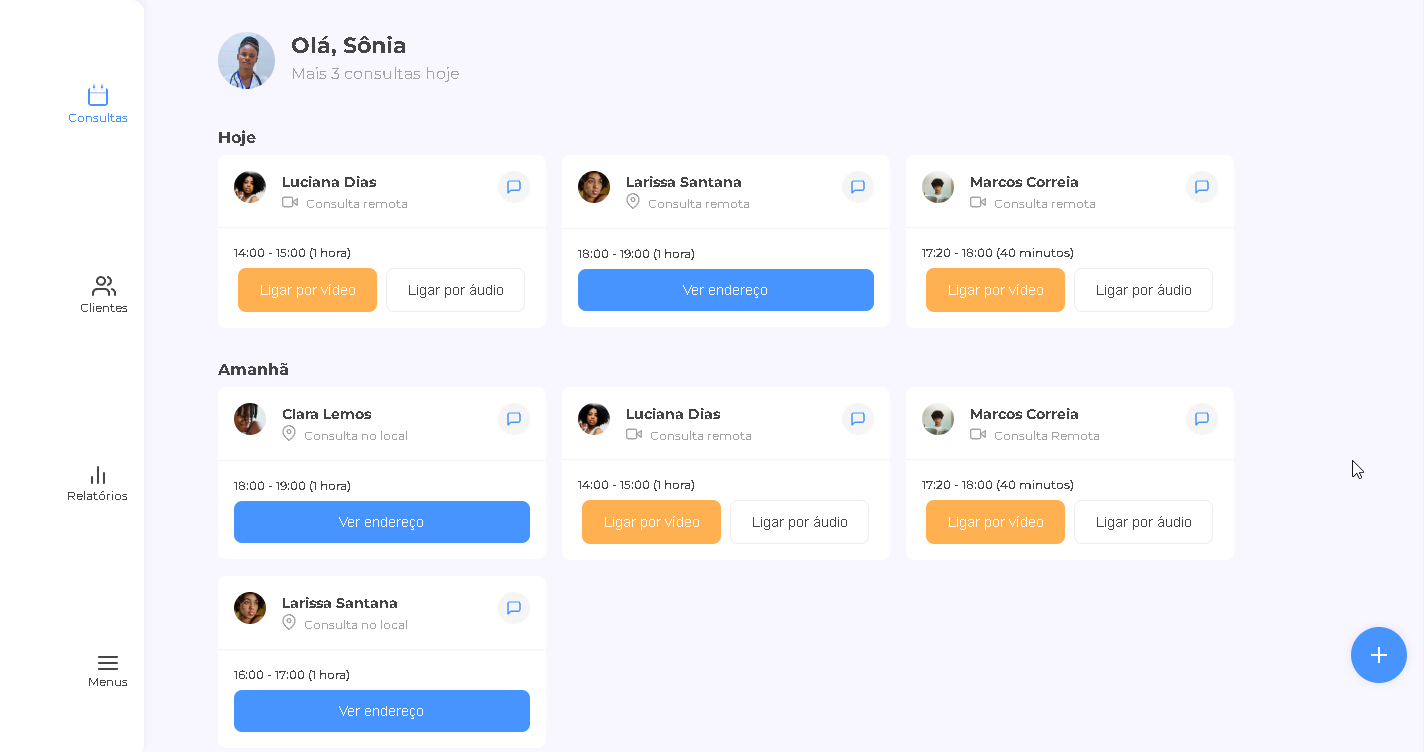 Olá, Sônia
Mais 3 consultas hoje
Consultas
Clientes
Relatórios
Menus
Hoje
Luciana Dias
Consulta remota
14:00 - 15:00 (1 hora)
Ligar por vídeo
Ligar por áudio
Larissa Santana
Consulta remota
18:00 - 19:00 (1 hora)
Ver endereço
Marcos Correia
Consulta remota
17:20 - 18:00 (40 minutos)
Ligar por vídeo
Ligar por áudio
Amanhã
Clara Lemos
Consulta no local
18:00 - 19:00 (1 hora)
Ver endereço
Luciana Dias
Consulta remota
14:00 - 15:00 (1 hora)
Ligar por vídeo
Ligar por áudio
Marcos Correia
Consulta Remota
17:20 - 18:00 (40 minutos)
Ligar por vídeo
Ligar por áudio
Larissa Santana
Consulta no local
16:00 - 17:00 (1 hora)
Ver endereço